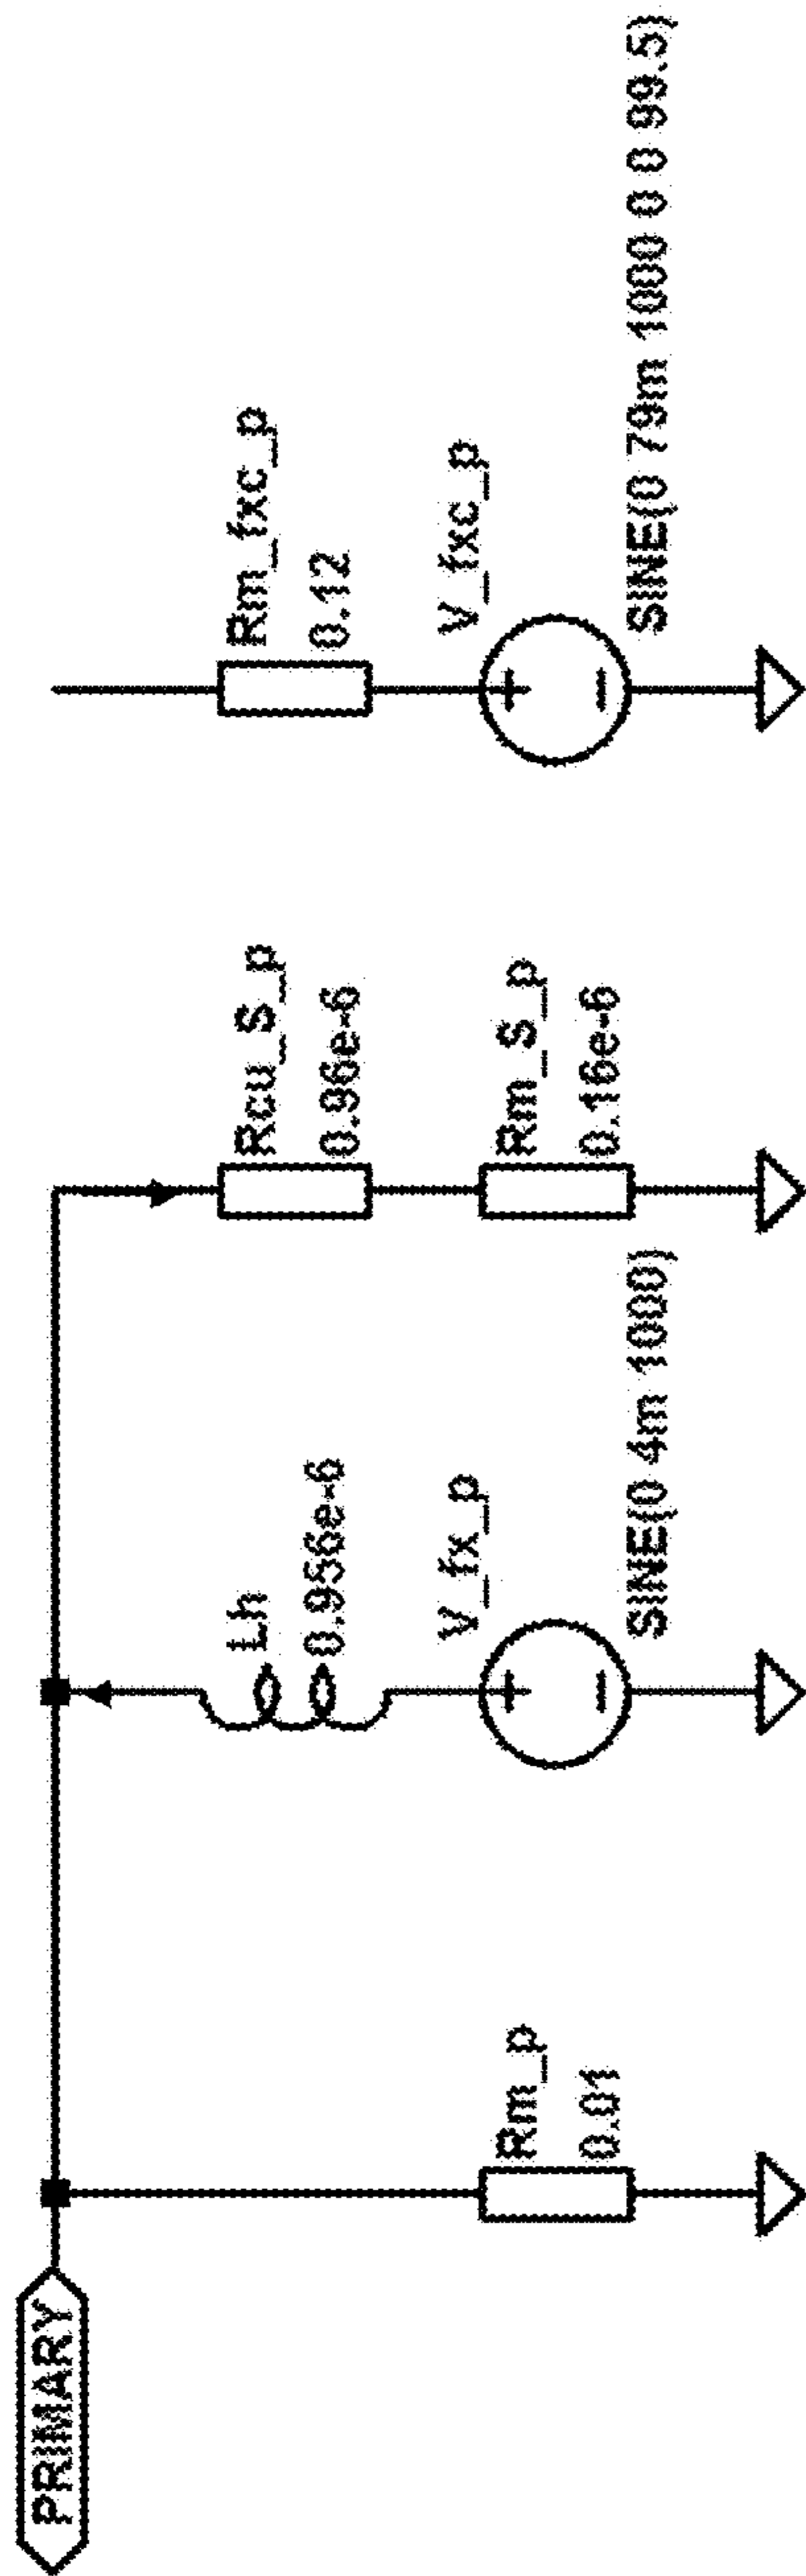 PRIMARY
Rm_p
0.01
Lh
0.956e-6
V_fx_p
SINE(0 4m 1000)
Rcu_S_p
0.96e-6
Rm_S_p
0.16e-6
Rm_fxc_p
0.12
V_fxc_p
SINE(0 79m 1000 0 0 99.5)